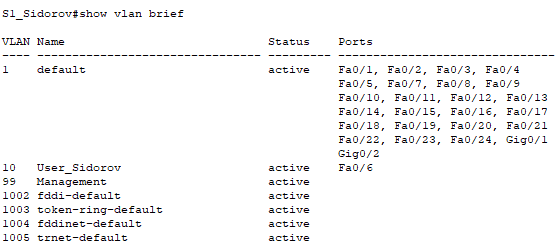 S1_Sidorov#show vlan brief
VLAN Name                             Status    Ports
---- -------------------------------- --------- -------------------------------
1    default                          active    Fa0/1, Fa0/2, Fa0/3, Fa0/4
                                                Fa0/5, Fa0/7, Fa0/8, Fa0/9
                                                Fa0/10, Fa0/11, Fa0/12, Fa0/13
                                                Fa0/14, Fa0/15, Fa0/16, Fa0/17
                                                Fa0/18, Fa0/19, Fa0/20, Fa0/21
                                                Fa0/22, Fa0/23, Fa0/24, Gig0/1
                                                Gig0/2
10   User_Sidorov                     active    Fa0/6
99   Management                       active
1002 fddi-default                     active
1003 token-ring-default               active
1004 fddinet-default                  active
1005 trnet-default                    active